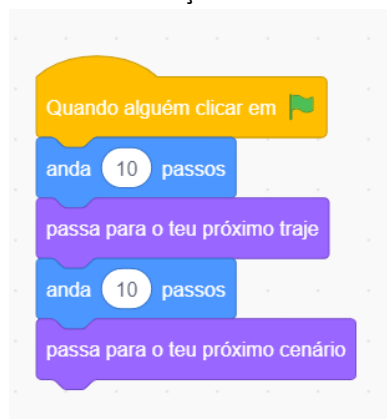 Quando alguém clicar em
anda 10 passos
passa para o teu próximo traje
anda 10 passos
passa para o teu próximo cenário